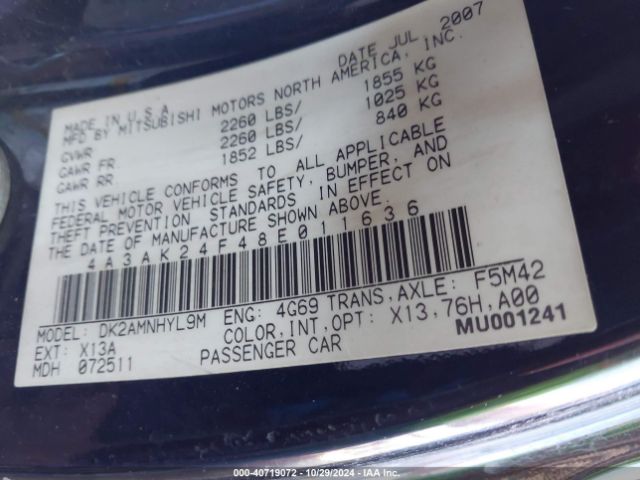 DATE JUL, 2007
MADE IN U.S.A
MFD BY MITSUBISHI MOTORS NORTH AMERICA, INC.
GVWR 2260 LBS/ 1855 KG
GAWR FR 2260 LBS/ 1025 KG
GAWR RR 1852 LBS/ 840 KG
THIS VEHICLE CONFORMS TO ALL APPLICABLE
FEDERAL MOTOR VEHICLE SAFETY, BUMPER, AND
THEFT PREVENTION STANDARDS IN EFFECT ON
THE DATE OF MANUFACTURE SHOWN ABOVE.
4A3AK24F48E011636
MODEL: DK2AMNHYL9M ENG: 4G69 TRANS,AXLE: F5M42
EXT: X13A COLOR,INT,OPT: X13,76H,A00
MDH 072511 PASSENGER CAR MU001241
000-40719072 - 10/29/2024 - IAA Inc.